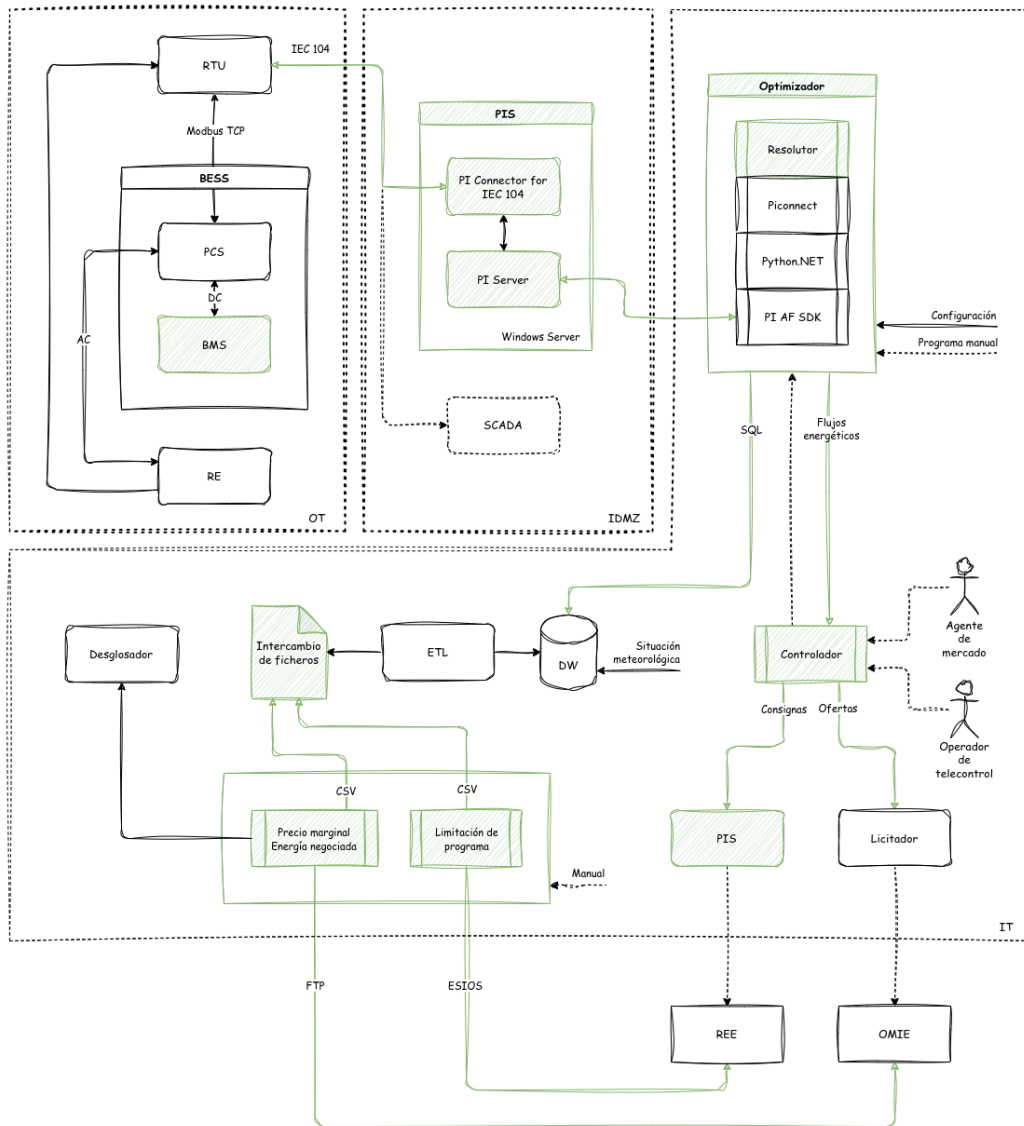 IEC 104
RTU
Modbus TCP
BESS
PCS
DC
BMS
AC
RE
OT
PIS
PI Connector for
IEC 104
PI Server
Windows Server
SCADA
IDMZ
Optimizador
Resolutor
Piconnect
Python.NET
PI AF SDK
Configuración
Programa manual
SQL
Flujos
energéticos
Desglosador
Intercambio
de ficheros
ETL
DW
Situación
meteorológica
Controlador
Agente
de
mercado
Operador
de
telecontrol
Consignas
Ofertas
CSV
CSV
Precio marginal
Energía negociada
Limitación de
programa
Manual
PIS
Licitador
IT
FTP
ESIOS
REE
OMIE